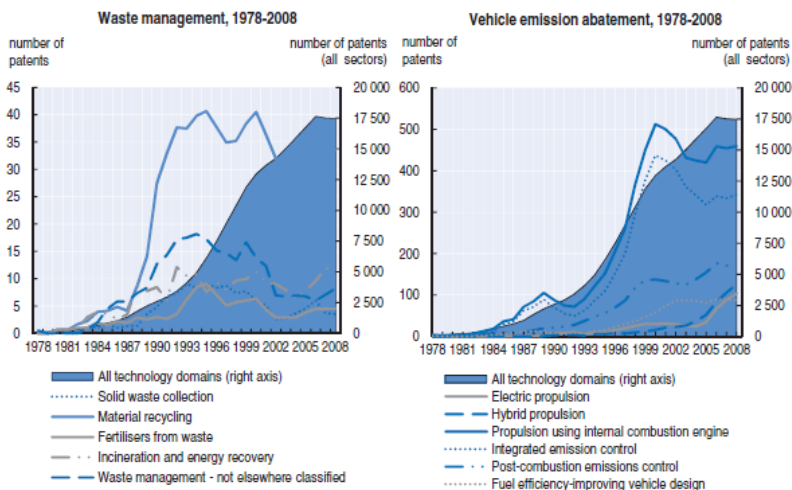 Waste management, 1978-2008
number of
patents
number of patents
(all sectors)
45
40
35
30
25
20
15
10
5
0
20 000
17 500
15 000
12 500
10 000
7 500
5 000
2 500
0
1978 1981 1984 1987 1990 1993 1996 1999 2002 2005 2008
All technology domains (right axis)
Solid waste collection
Material recycling
Fertilisers from waste
Incineration and energy recovery
Waste management - not elsewhere classified
Vehicle emission abatement, 1978-2008
number of
patents
number of patents
(all sectors)
600
500
400
300
200
100
0
20 000
17 500
15 000
12 500
10 000
7 500
5 000
2 500
0
1978 1981 1984 1987 1990 1993 1996 1999 2002 2005 2008
All technology domains (right axis)
Electric propulsion
Hybrid propulsion
Propulsion using internal combustion engine
Integrated emission control
Post-combustion emissions control
Fuel efficiency-improving vehicle design